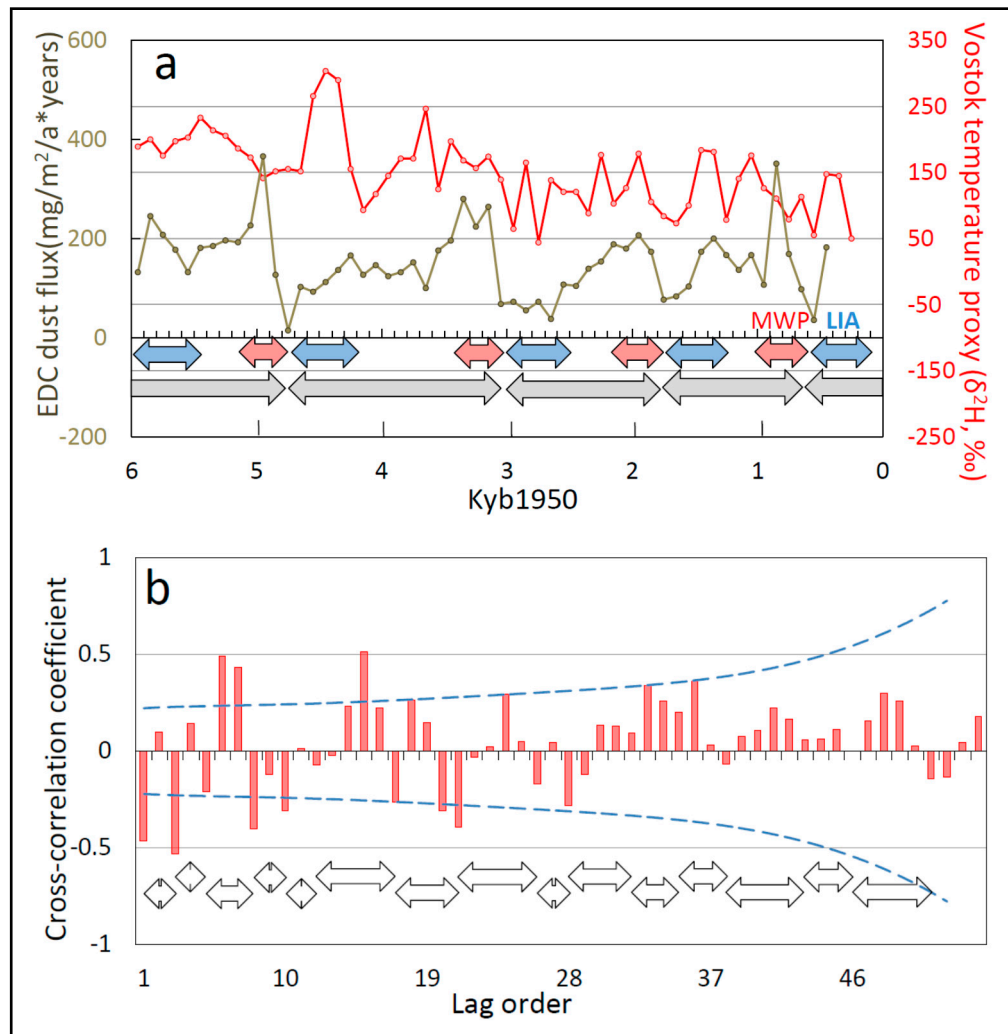 a
EDC dust flux(mg/m²/a*years)
600
400
200
0
-200
Vostok temperature proxy (δ²H, ‰)
350
250
150
50
-50
-150
-250
MWP
LIA
6 5 4 3 2 1 0
Kyb1950
b
Cross-correlation coefficient
1
0.5
0
-0.5
-1
1 10 19 28 37 46
Lag order